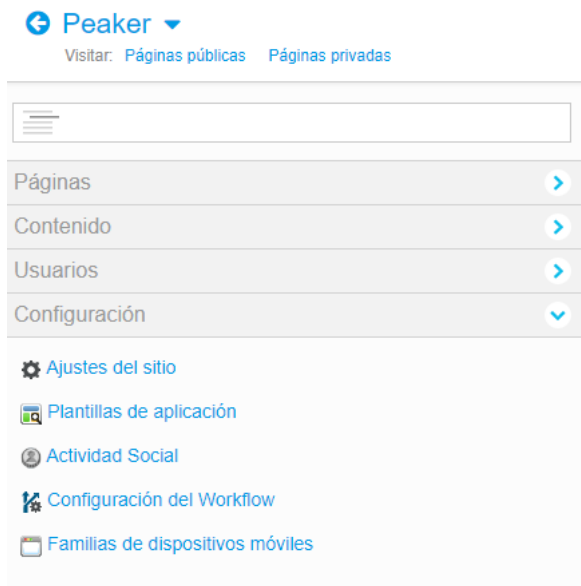 Peaker
Visitar: Páginas públicas Páginas privadas
Páginas
Contenido
Usuarios
Configuración
Ajustes del sitio
Plantillas de aplicación
Actividad Social
Configuración del Workflow
Familias de dispositivos móviles